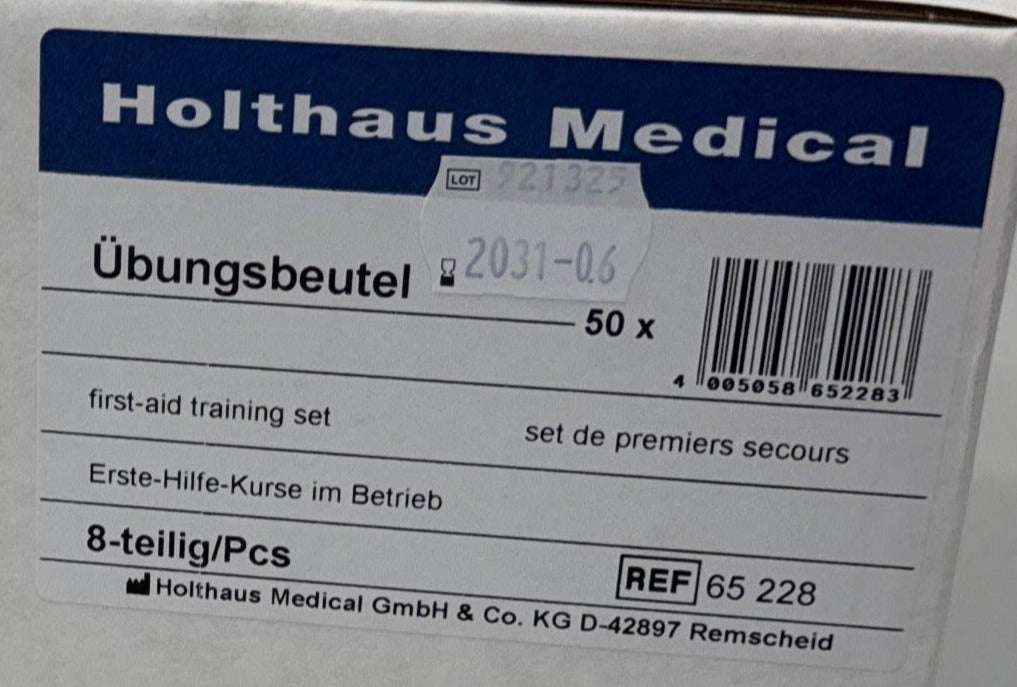 Holthaus Medical
LOT 921325
Übungsbeutel
2031-06
50 x
4 005058 652283
first-aid training set
set de premiers secours
Erste-Hilfe-Kurse im Betrieb
8-teilig/Pcs
REF 65 228
Holthaus Medical GmbH & Co. KG D-42897 Remscheid